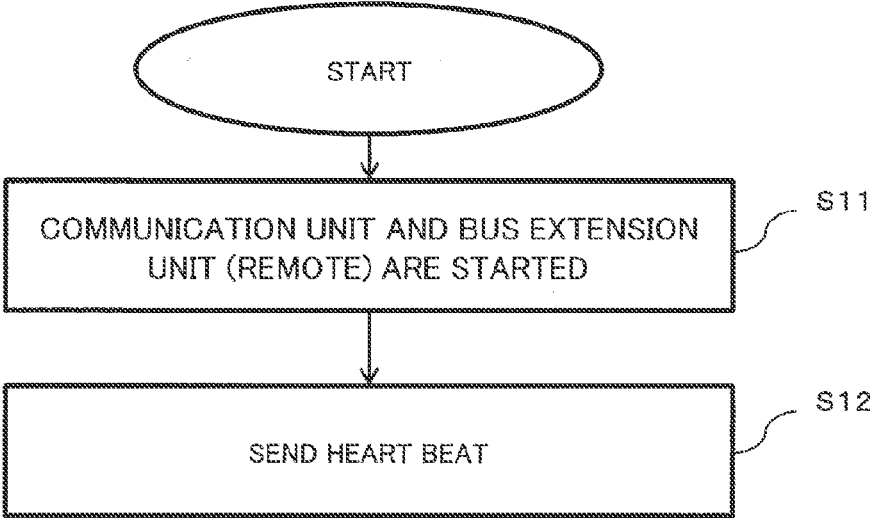 START
COMMUNICATION UNIT AND BUS EXTENSION
UNIT (REMOTE) ARE STARTED
S11
SEND HEART BEAT
S12